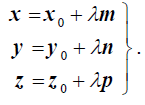 x = x₀ + λm
y = y₀ + λn
z = z₀ + λp }.